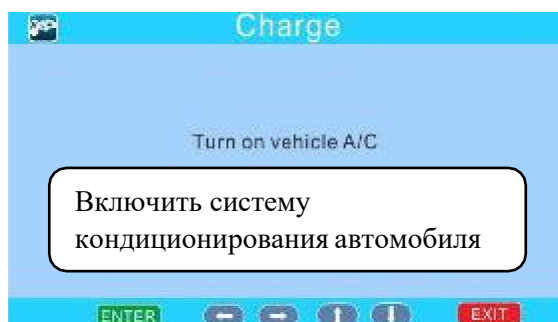 Charge
Turn on vehicle A/C
Включить систему
кондиционирования автомобиля
ENTER
EXIT